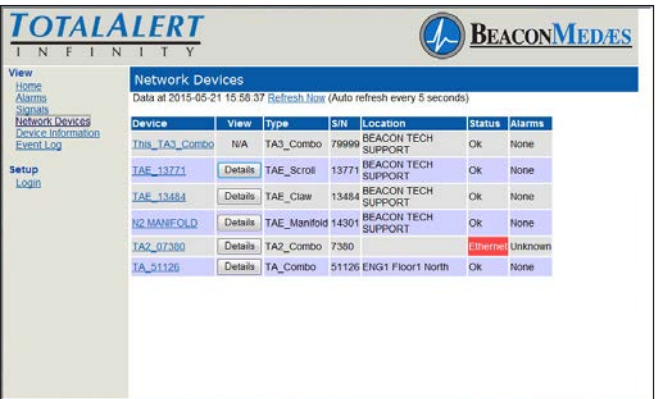 TOTALALERT
INFINITY
BEACONMEDÆS
View
Home
Alarms
Signals
Network Devices
Device Information
Event Log
Setup
Login
Network Devices
Data at 2015-05-21 15:58:37 Refresh Now (Auto refresh every 5 seconds)
Device View Type S/N Location Status Alarms
This_TA3_Combo N/A TA3_Combo 79999 BEACON TECH SUPPORT Ok None
TAE_13771 Details TAE_Scroll 13771 BEACON TECH SUPPORT Ok None
TAE_13484 Details TAE_Claw 13484 BEACON TECH SUPPORT Ok None
N2 MANIFOLD Details TAE_Manifold 14301 BEACON TECH SUPPORT Ok None
TA2_07380 Details TA2_Combo 7380 Ethernet Unknown
TA_51126 Details TA_Combo 51126 ENG1 Floor1 North Ok None